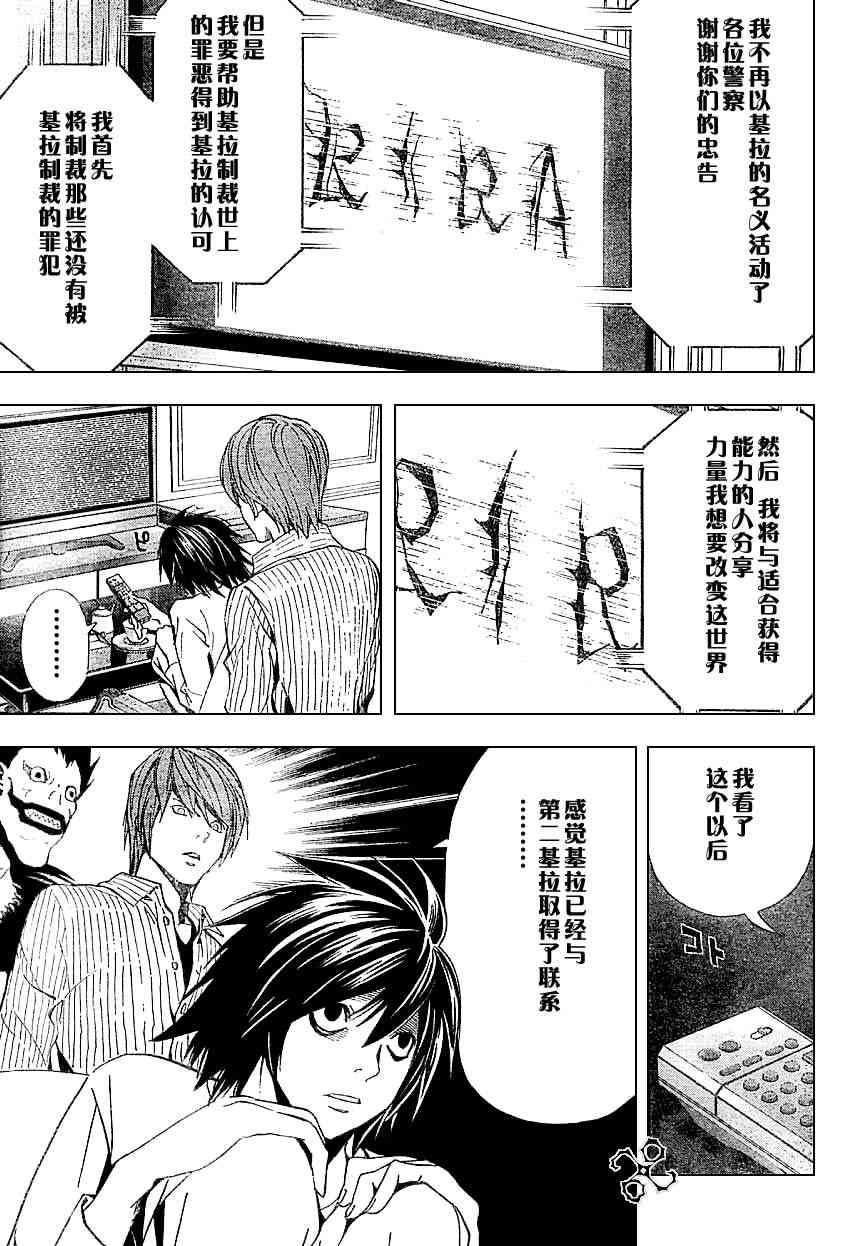 我不再以基拉的名义活动了
各位警察
谢谢你们的忠告
KIRA
但是
我要帮助基拉制裁世上
的罪恶得到基拉的认可
我首先
将制裁那些还没有被
基拉制裁的罪犯
然后 我将与适合获得
能力的人分享
力量我想要改变这世界
RIR
ピ
………
我看了
这个以后
コト
感觉基拉已经与
第二基拉取得了联系
………